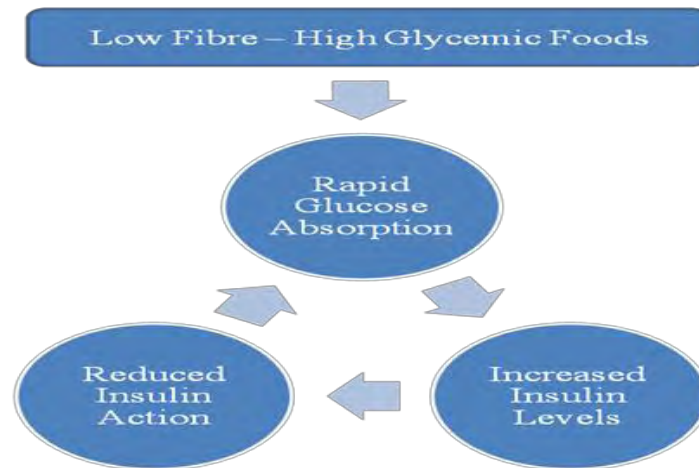 Low Fibre – High Glycemic Foods
Rapid
Glucose
Absorption
Increased
Insulin
Levels
Reduced
Insulin
Action